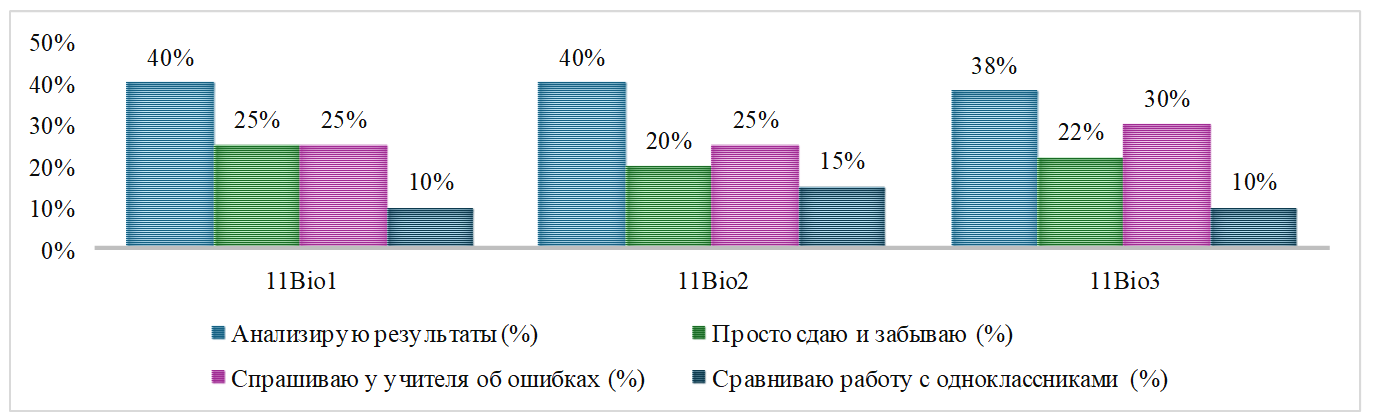 50%
40%
30%
20%
10%
0%
40% 25% 25% 10%
40% 20% 25% 15%
38% 22% 30% 10%
11Bio1 11Bio2 11Bio3
Анализирую результаты (%) Просто сдаю и забываю (%)
Спрашиваю у учителя об ошибках (%) Сравниваю работу с одноклассниками (%)